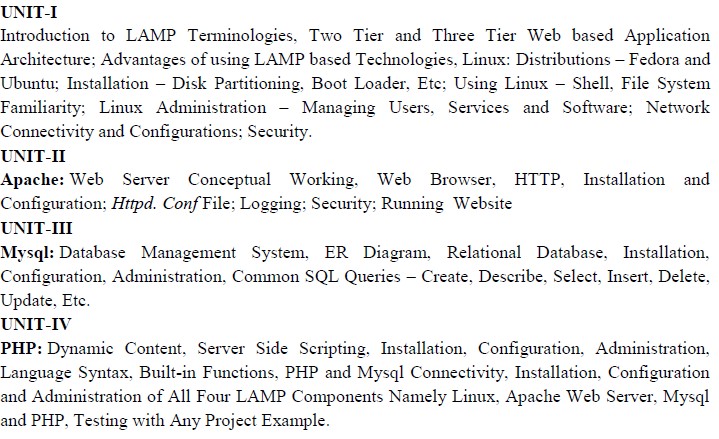 UNIT-I
Introduction to LAMP Terminologies, Two Tier and Three Tier Web based Application
Architecture; Advantages of using LAMP based Technologies, Linux: Distributions – Fedora and
Ubuntu; Installation – Disk Partitioning, Boot Loader, Etc; Using Linux – Shell, File System
Familiarity; Linux Administration – Managing Users, Services and Software; Network
Connectivity and Configurations; Security.
UNIT-II
Apache: Web Server Conceptual Working, Web Browser, HTTP, Installation and
Configuration; Httpd. Conf File; Logging; Security; Running Website
UNIT-III
Mysql: Database Management System, ER Diagram, Relational Database, Installation,
Configuration, Administration, Common SQL Queries – Create, Describe, Select, Insert, Delete,
Update, Etc.
UNIT-IV
PHP: Dynamic Content, Server Side Scripting, Installation, Configuration, Administration,
Language Syntax, Built-in Functions, PHP and Mysql Connectivity, Installation, Configuration
and Administration of All Four LAMP Components Namely Linux, Apache Web Server, Mysql
and PHP, Testing with Any Project Example.